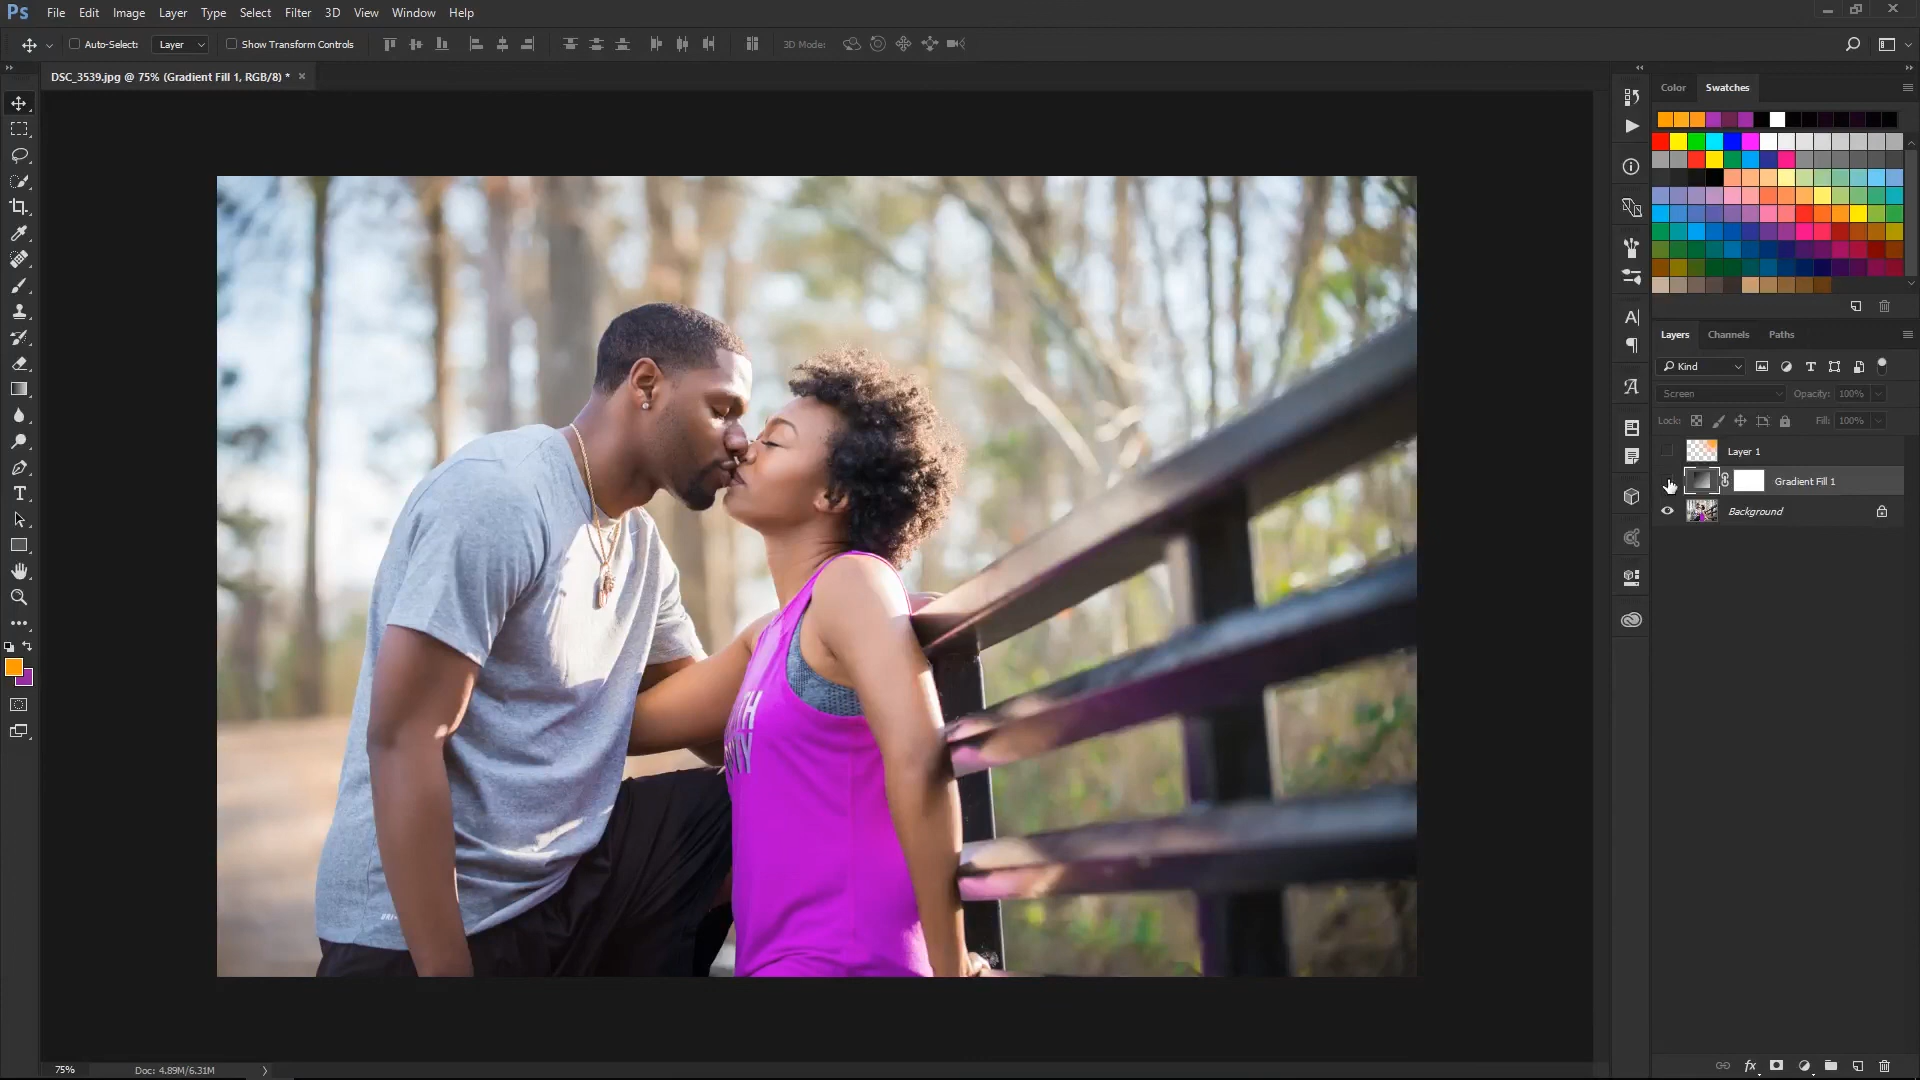 Ps File Edit Image Layer Type Select Filter 3D View Window Help
Auto-Select: Layer Show Transform Controls 3D Mode:
DSC_3539.jpg @ 75% (Gradient Fill 1, RGB/8) *
Color Swatches
Layers Channels Paths
Kind
Screen Opacity: 100%
Lock: Fill: 100%
Layer 1
Gradient Fill 1
Background
75% Doc: 4.89M/6.31M